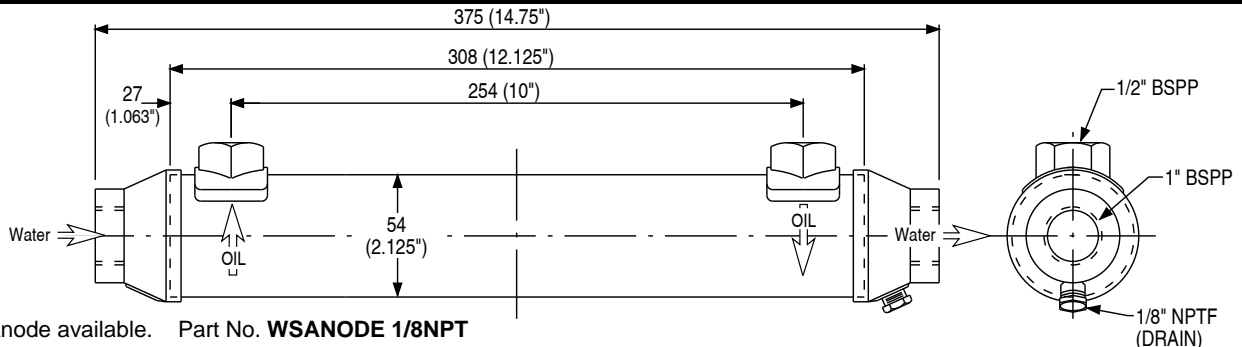 375 (14.75")
308 (12.125")
254 (10")
27
(1.063")
1/2" BSPP
1" BSPP
54
(2.125")
Water
OIL
OIL
Water
1/8" NPTF
(DRAIN)
node available. Part No. WSANODE 1/8NPT